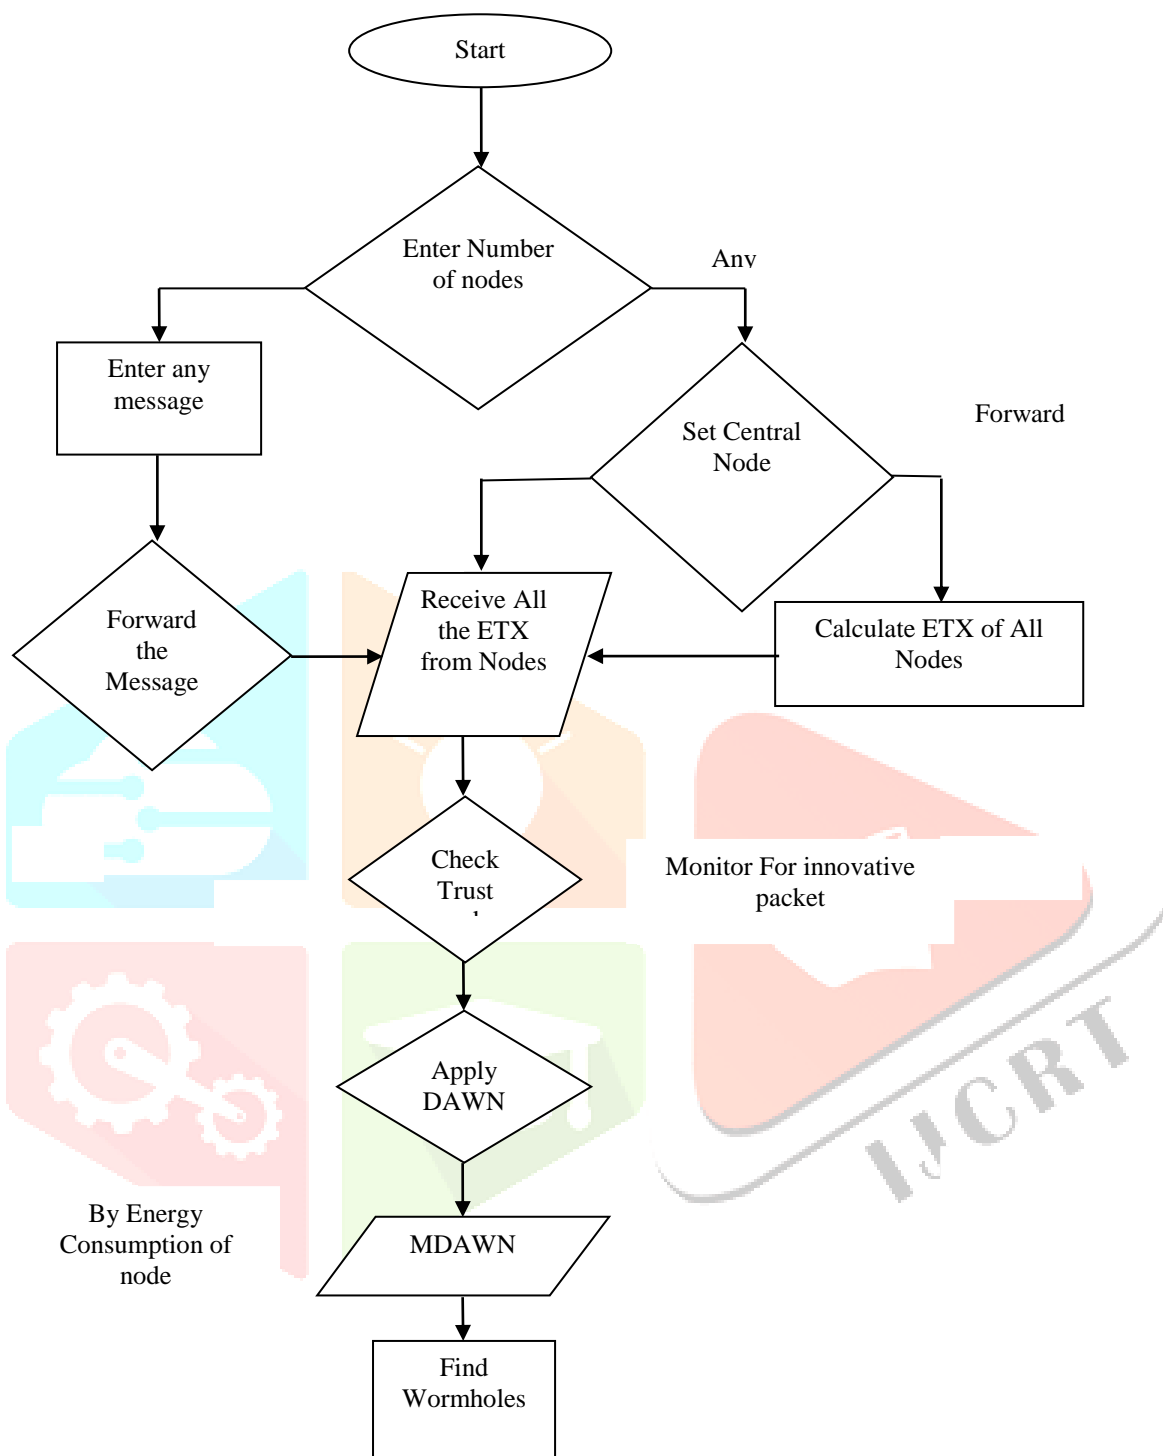 Start
Enter Number
of nodes
Any
Enter any
message
Set Central
Node
Forward
Forward
the
Message
Receive All
the ETX
from Nodes
Calculate ETX of All
Nodes
Check
Trust
Monitor For innovative
packet
Apply
DAWN
By Energy
Consumption of
node
MDAWN
Find
Wormholes
IJCRT